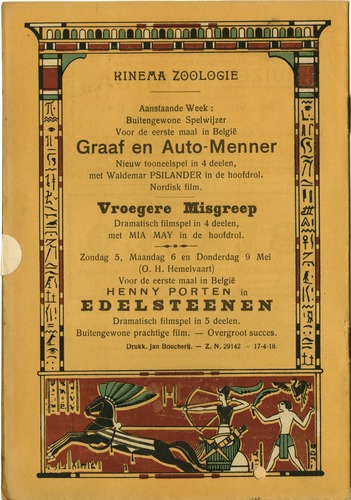 KINEMA ZOOLOGIE
Aanstaande Week :
Buitengewone Spelwijzer
Voor de eerste maal in België
Graaf en Auto-Menner
Nieuw tooneelspel in 4 deelen,
met Waldemar PSILANDER in de hoofdrol.
Nordisk film.
Vroegere Misgreep
Dramatisch filmspel in 4 deelen,
met MIA MAY in de hoofdrol.
Zondag 5, Maandag 6 en Donderdag 9 Mei
(O. H. Hemelvaart)
Voor de eerste maal in België
HENNY PORTEN in
EDELSTEENEN
Dramatisch filmspel in 5 deelen.
Buitengewone prachtige film. — Overgroot succes.
Drukk. Jan Boucherij. — Z. N. 29142 - 17-4-18.